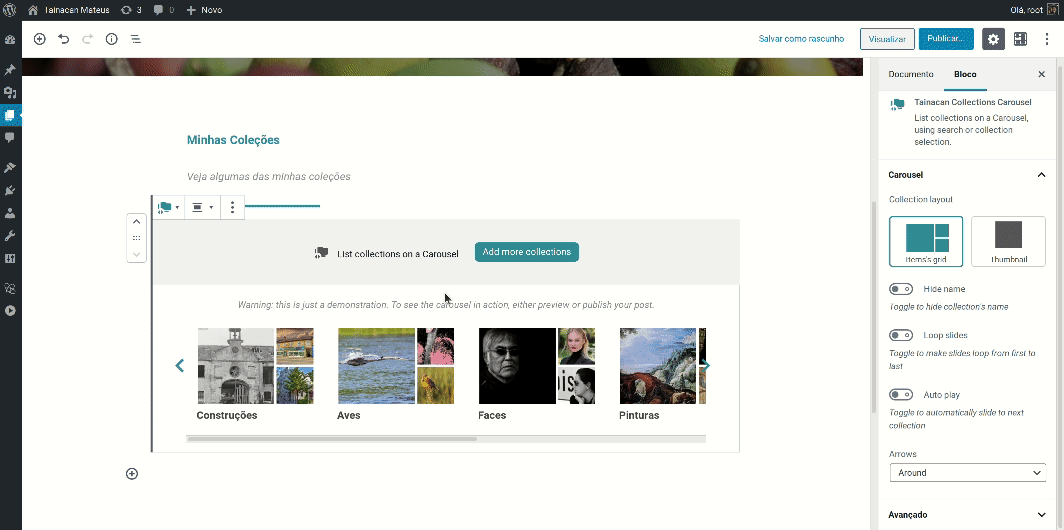 Tainacan Mateus
3
0
Novo
Olá, root
Salvar como rascunho
Visualizar
Publicar...
Documento
Bloco
Tainacan Collections Carousel
List collections on a Carousel,
using search or collection
selection.
Minhas Coleções
Veja algumas das minhas coleções
Carousel
Collection layout
Items's grid
Thumbnail
List collections on a Carousel
Add more collections
Hide name
Toggle to hide collection's name
Warning: this is just a demonstration. To see the carousel in action, either preview or publish your post.
Loop slides
Toggle to make slides loop from first to
last
Auto play
Toggle to automatically slide to next
collection
Construções
Aves
Faces
Pinturas
Arrows
Around
Avançado